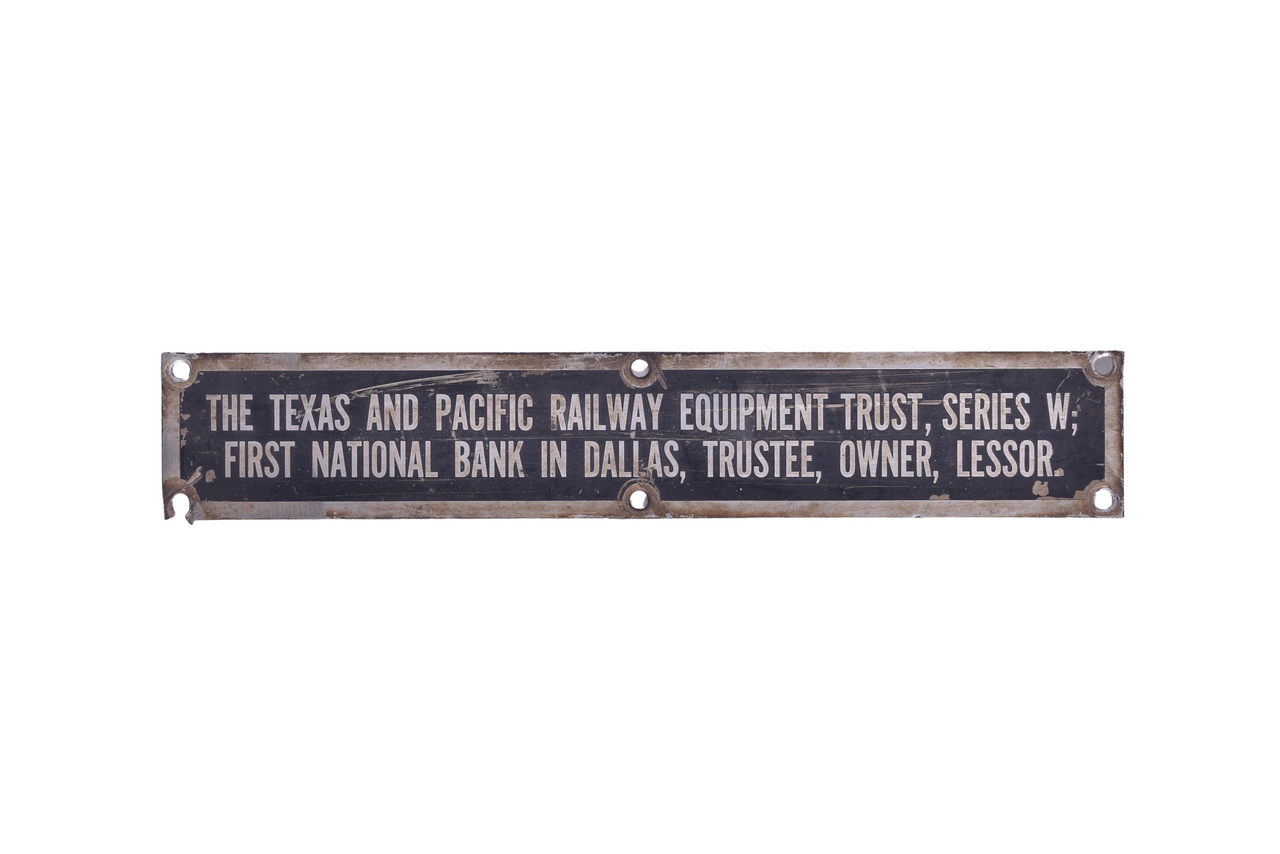 THE TEXAS AND PACIFIC RAILWAY EQUIPMENT TRUST, SERIES W;
FIRST NATIONAL BANK IN DALLAS, TRUSTEE, OWNER, LESSOR.